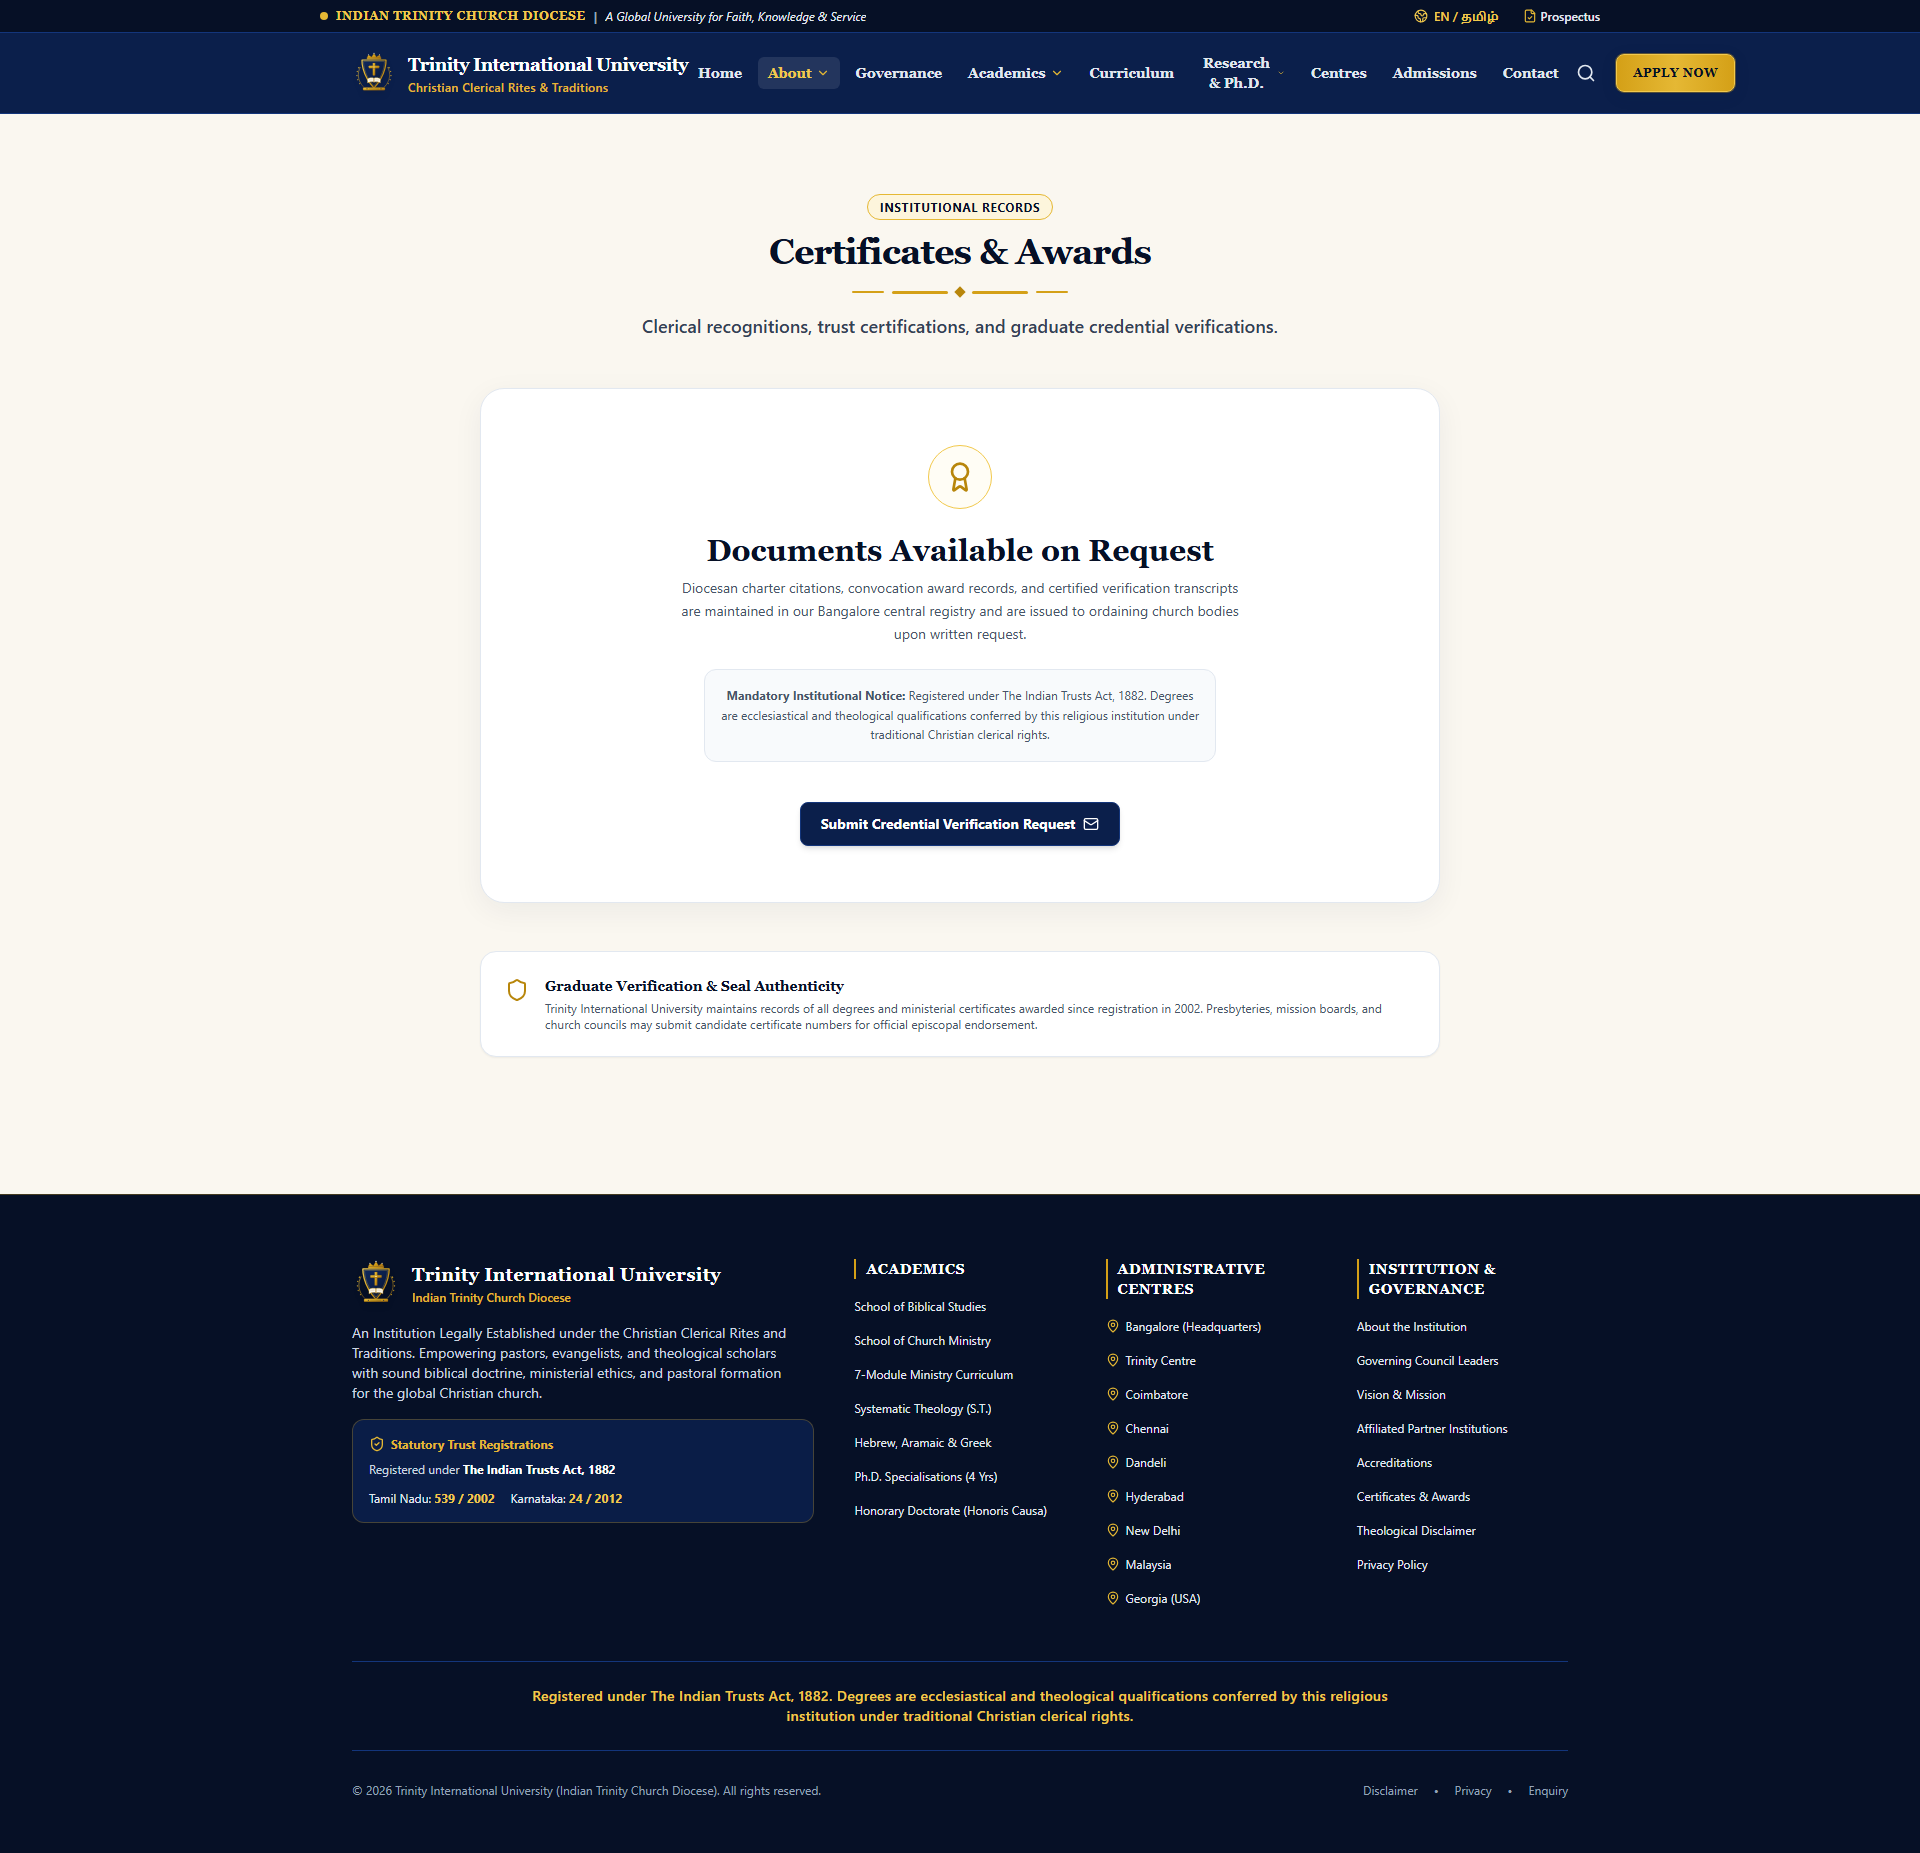 INDIAN TRINITY CHURCH DIOCESE | A Global University for Faith, Knowledge & Service
EN / தமிழ்
Prospectus
Trinity International University
Christian Clerical Rites & Traditions
Home
About
Governance
Academics
Curriculum
Research
& Ph.D.
Centres
Admissions
Contact
APPLY NOW
INSTITUTIONAL RECORDS
Certificates & Awards
Clerical recognitions, trust certifications, and graduate credential verifications.
Documents Available on Request
Diocesan charter citations, convocation award records, and certified verification transcripts
are maintained in our Bangalore central registry and are issued to ordaining church bodies
upon written request.
Mandatory Institutional Notice: Registered under The Indian Trusts Act, 1882. Degrees
are ecclesiastical and theological qualifications conferred by this religious institution under
traditional Christian clerical rights.
Submit Credential Verification Request
Graduate Verification & Seal Authenticity
Trinity International University maintains records of all degrees and ministerial certificates awarded since registration in 2002. Presbyteries, mission boards, and
church councils may submit candidate certificate numbers for official episcopal endorsement.
Trinity International University
Indian Trinity Church Diocese
An Institution Legally Established under the Christian Clerical Rites and
Traditions. Empowering pastors, evangelists, and theological scholars
with sound biblical doctrine, ministerial ethics, and pastoral formation
for the global Christian church.
Statutory Trust Registrations
Registered under The Indian Trusts Act, 1882
Tamil Nadu: 539 / 2002 Karnataka: 24 / 2012
ACADEMICS
School of Biblical Studies
School of Church Ministry
7-Module Ministry Curriculum
Systematic Theology (S.T.)
Hebrew, Aramaic & Greek
Ph.D. Specialisations (4 Yrs)
Honorary Doctorate (Honoris Causa)
ADMINISTRATIVE
CENTRES
Bangalore (Headquarters)
Trinity Centre
Coimbatore
Chennai
Dandeli
Hyderabad
New Delhi
Malaysia
Georgia (USA)
INSTITUTION &
GOVERNANCE
About the Institution
Governing Council Leaders
Vision & Mission
Affiliated Partner Institutions
Accreditations
Certificates & Awards
Theological Disclaimer
Privacy Policy
Registered under The Indian Trusts Act, 1882. Degrees are ecclesiastical and theological qualifications conferred by this religious
institution under traditional Christian clerical rights.
© 2026 Trinity International University (Indian Trinity Church Diocese). All rights reserved.
Disclaimer • Privacy • Enquiry